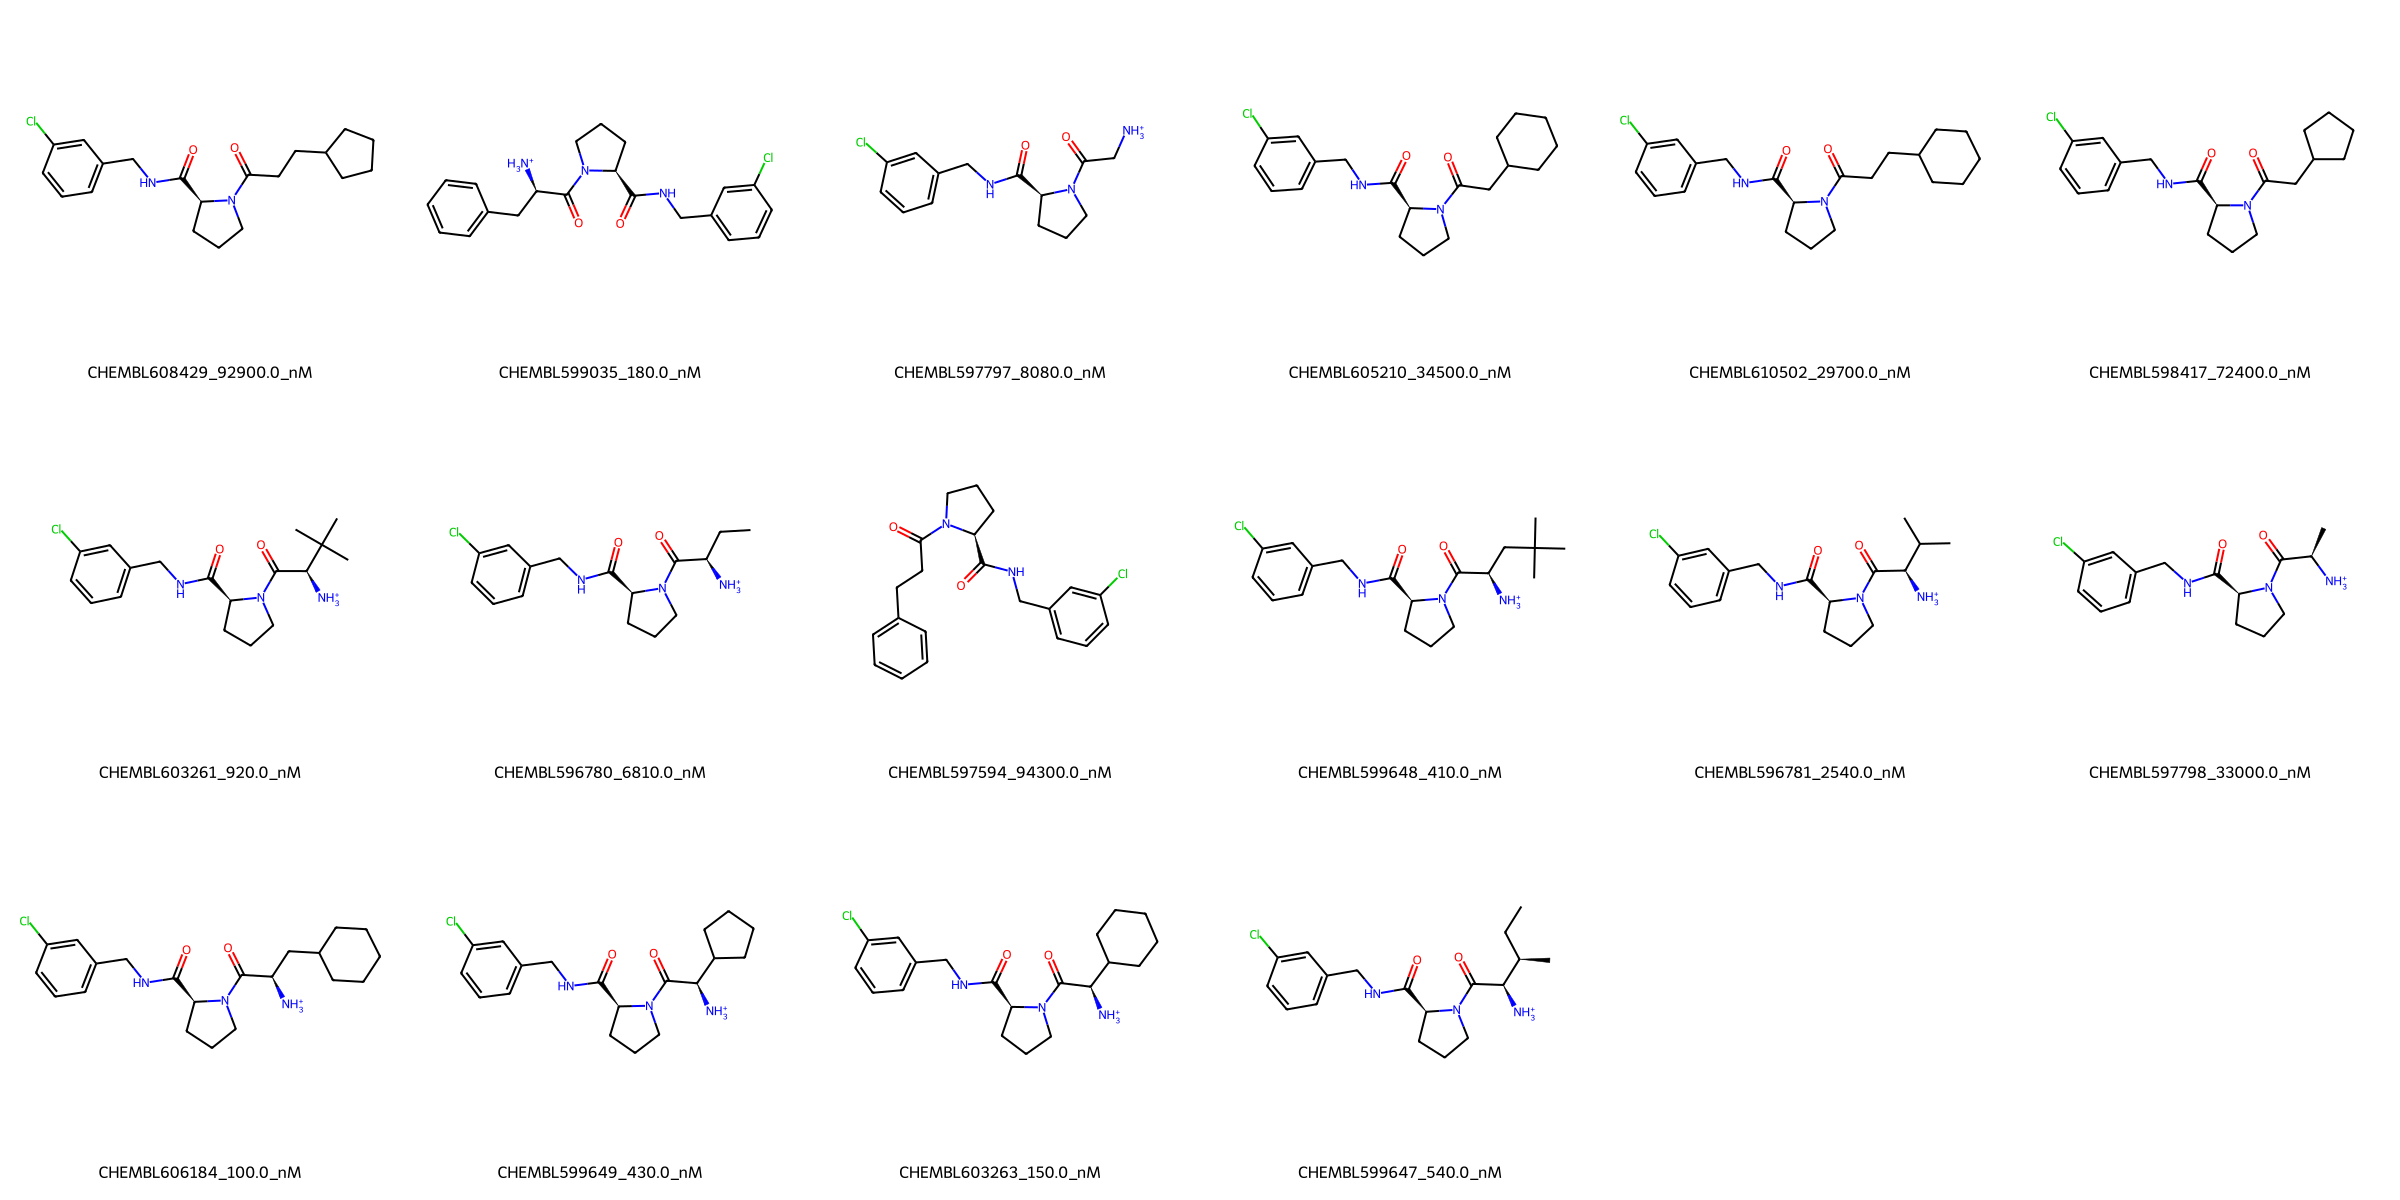 CHEMBL608429_92900.0_nM
CHEMBL599035_180.0_nM
CHEMBL597797_8080.0_nM
CHEMBL605210_34500.0_nM
CHEMBL610502_29700.0_nM
CHEMBL598417_72400.0_nM
CHEMBL603261_920.0_nM
CHEMBL596780_6810.0_nM
CHEMBL597594_94300.0_nM
CHEMBL599648_410.0_nM
CHEMBL596781_2540.0_nM
CHEMBL597798_33000.0_nM
CHEMBL606184_100.0_nM
CHEMBL599649_430.0_nM
CHEMBL603263_150.0_nM
CHEMBL599647_540.0_nM